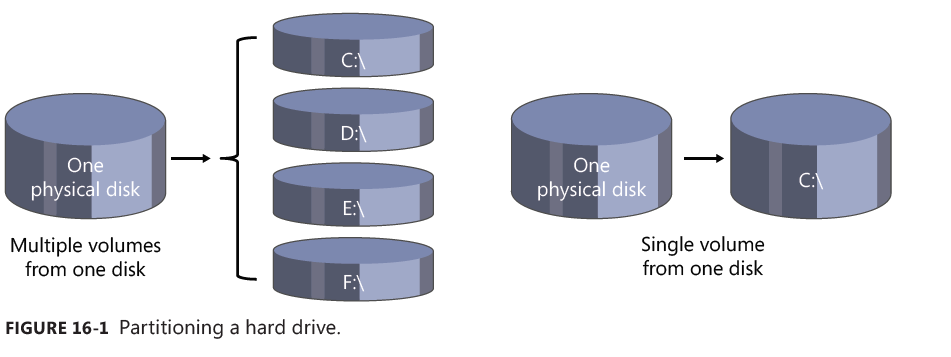 One
physical disk
Multiple volumes
from one disk
C:\
D:\
E:\
F:\
One
physical disk
C:\
Single volume
from one disk
FIGURE 16-1 Partitioning a hard drive.